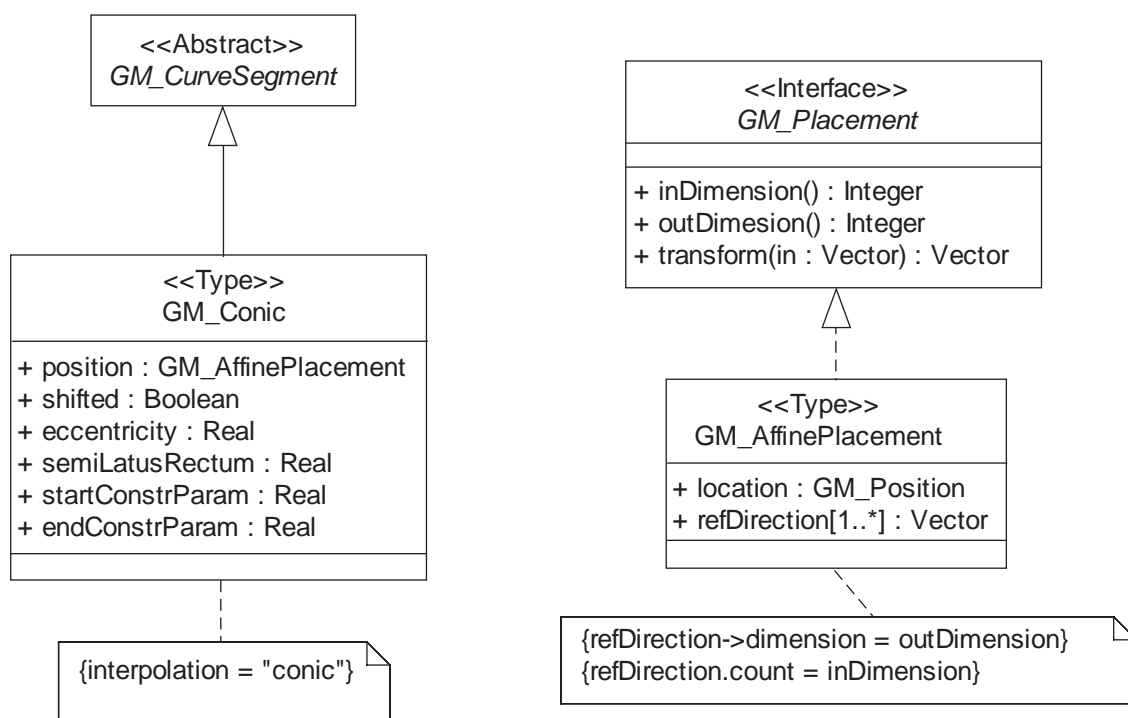 <<Abstract>>
GM_CurveSegment
<<Type>>
GM_Conic
+ position : GM_AffinePlacement
+ shifted : Boolean
+ eccentricity : Real
+ semiLatusRectum : Real
+ startConstrParam : Real
+ endConstrParam : Real
{interpolation = "conic"}
<<Interface>>
GM_Placement
+ inDimension() : Integer
+ outDimesion() : Integer
+ transform(in : Vector) : Vector
<<Type>>
GM_AffinePlacement
+ location : GM_Position
+ refDirection[1..*] : Vector
{refDirection->dimension = outDimension}
{refDirection.count = inDimension}